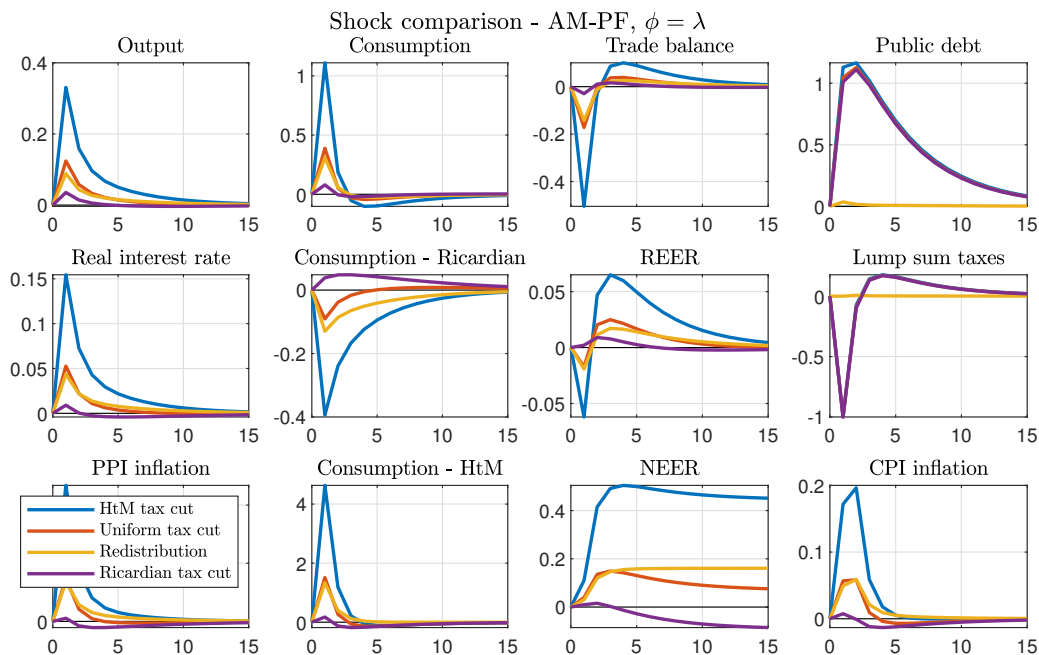 Shock comparison - AM-PF, ϕ = λ
Output
Consumption
Trade balance
Public debt
0.4
0.2
0
0 5 10 15
1
0.5
0
0 5 10 15
0
-0.2
-0.4
0 5 10 15
1
0.5
0
0 5 10 15
Real interest rate
Consumption - Ricardian
REER
Lump sum taxes
0.15
0.1
0.05
0
0 5 10 15
0
-0.2
-0.4
0 5 10 15
0.05
0
-0.05
0 5 10 15
0
-0.5
-1
0 5 10 15
PPI inflation
Consumption - HtM
NEER
CPI inflation
HtM tax cut
Uniform tax cut
Redistribution
Ricardian tax cut
0
0 5 10 15
4
2
0
0 5 10 15
0.4
0.2
0
0 5 10 15
0.2
0.1
0
0 5 10 15